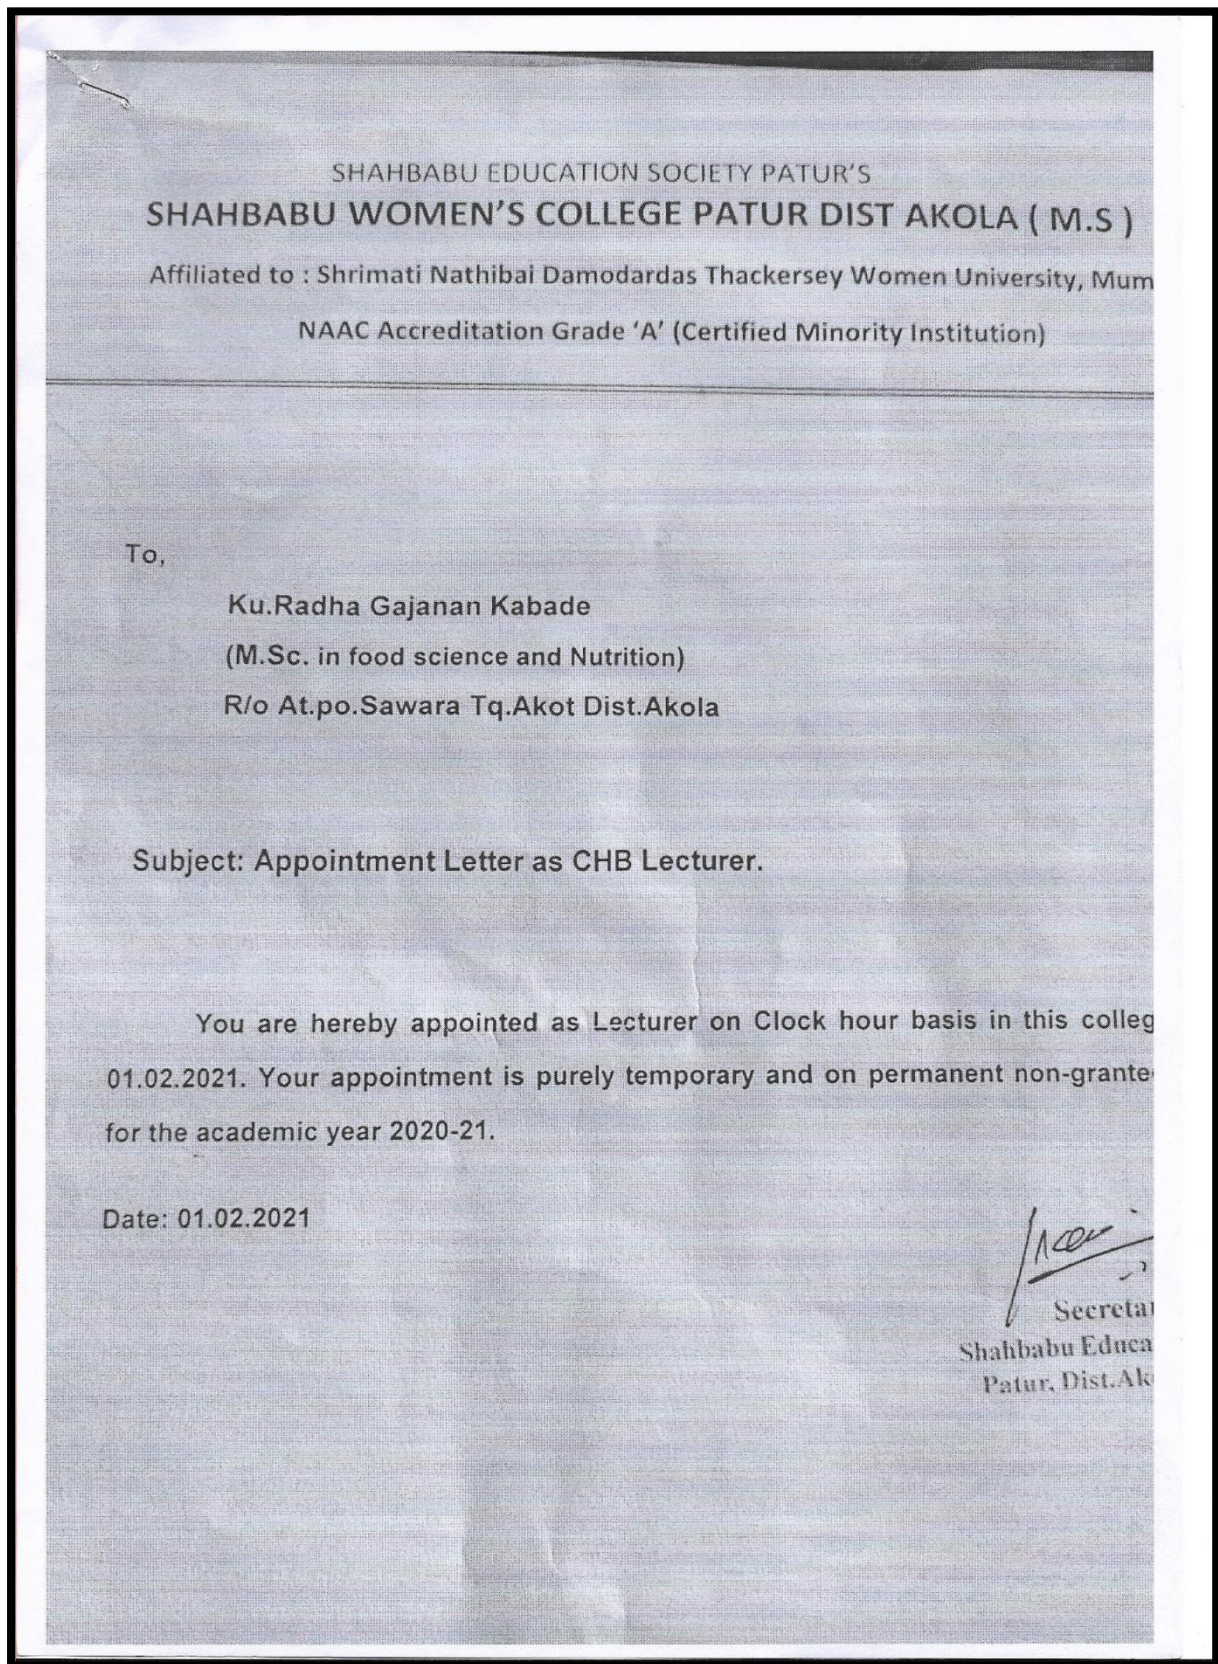 SHAHBABU EDUCATION SOCIETY PATUR'S
SHAHBABU WOMEN'S COLLEGE PATUR DIST AKOLA ( M.S )
Affiliated to : Shrimati Nathibai Damodardas Thackersey Women University, Mum
NAAC Accreditation Grade 'A' (Certified Minority Institution)
To,
Ku.Radha Gajanan Kabade
(M.Sc. in food science and Nutrition)
R/o At.po.Sawara Tq.Akot Dist.Akola
Subject: Appointment Letter as CHB Lecturer.
You are hereby appointed as Lecturer on Clock hour basis in this colleg
01.02.2021. Your appointment is purely temporary and on permanent non-grante
for the academic year 2020-21.
Date: 01.02.2021
Secreta
Shahbabu Educa
Patur, Dist.Ak